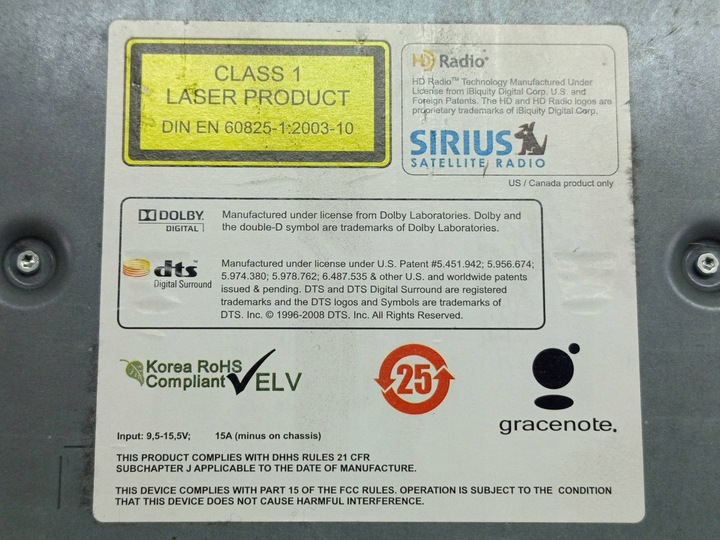 CLASS 1
LASER PRODUCT
DIN EN 60825-1:2003-10
HD Radio
HD Radio™ Technology Manufactured Under
License from iBiquity Digital Corp. U.S. and
Foreign Patents. The HD and HD Radio logos are
proprietary trademarks of iBiquity Digital Corp.
SIRIUS
SATELLITE RADIO
US / Canada product only
DOLBY
DIGITAL
Manufactured under license from Dolby Laboratories. Dolby and
the double-D symbol are trademarks of Dolby Laboratories.
dts™
Digital Surround
Manufactured under license under U.S. Patent #5.451.942; 5.956.674;
5.974.380; 5.978.762; 6.487.535 & other U.S. and worldwide patents
issued & pending. DTS and DTS Digital Surround are registered
trademarks and the DTS logos and Symbols are trademarks of
DTS. Inc. © 1996-2008 DTS. Inc. All Rights Reserved.
Korea RoHS
Compliant
ELV
25
gracenote.
Input: 9,5-15,5V; 15A (minus on chassis)
THIS PRODUCT COMPLIES WITH DHHS RULES 21 CFR
SUBCHAPTER J APPLICABLE TO THE DATE OF MANUFACTURE.
THIS DEVICE COMPLIES WITH PART 15 OF THE FCC RULES. OPERATION IS SUBJECT TO THE CONDITION
THAT THIS DEVICE DOES NOT CAUSE HARMFUL INTERFERENCE.